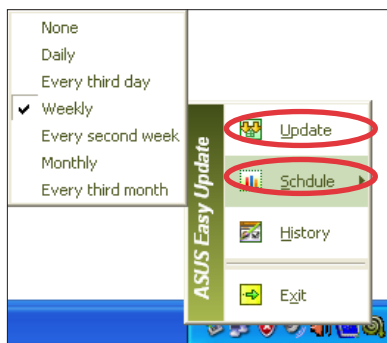 None
Daily
Every third day
Weekly
Every second week
Monthly
Every third month
ASUS Easy Update
Update
Schdule
History
Exit